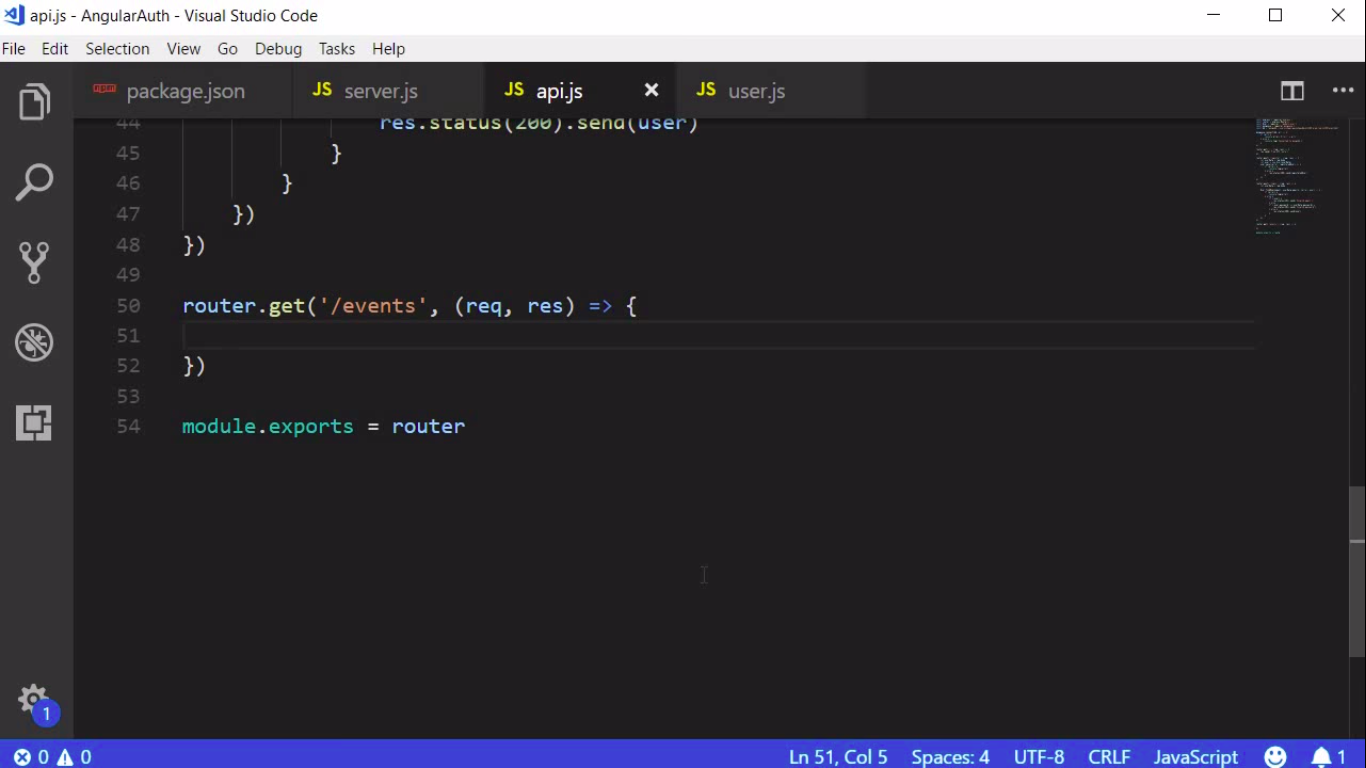 api.js - AngularAuth - Visual Studio Code
File Edit Selection View Go Debug Tasks Help
npm package.json JS server.js JS api.js JS user.js
44 res.status(200).send(user)
45 }
46 }
47 })
48 })
49
50 router.get('/events', (req, res) => {
51
52 })
53
54 module.exports = router
1
0 0 Ln 51, Col 5 Spaces: 4 UTF-8 CRLF JavaScript 1